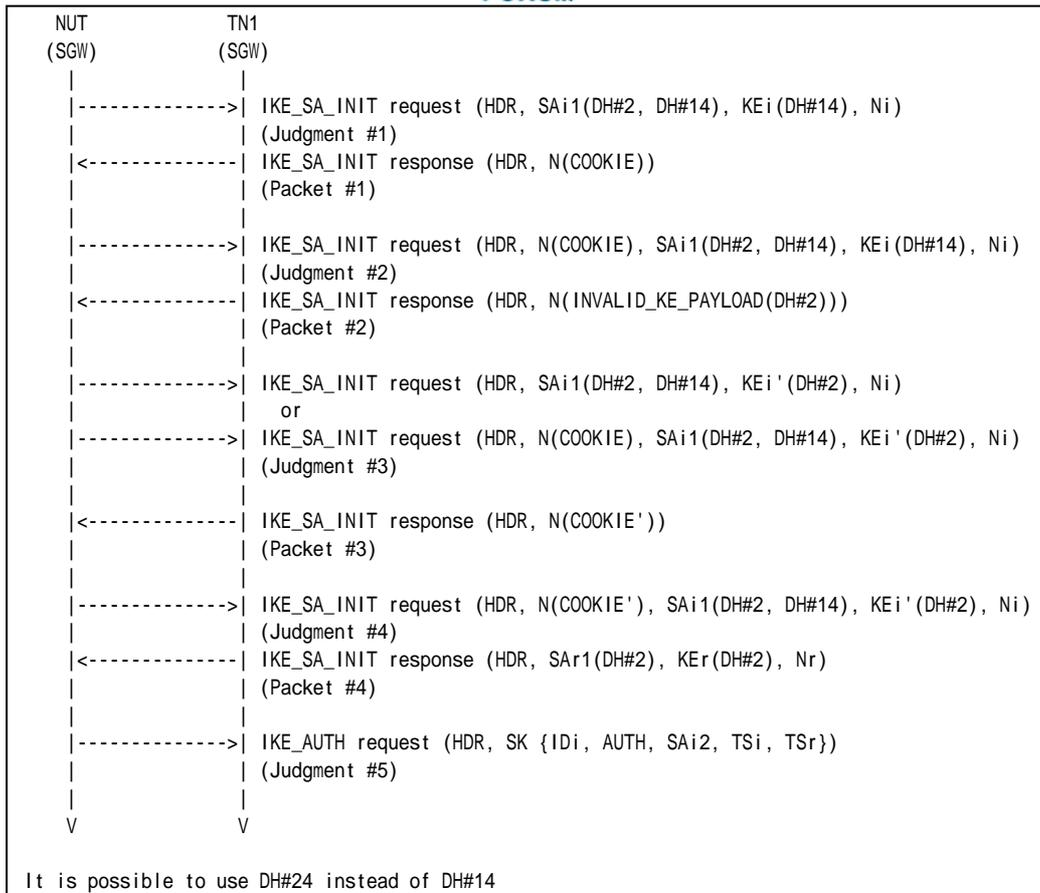 NUT TN1
(SGW) (SGW)
| |
|-------------->| IKE_SA_INIT request (HDR, SAi1(DH#2, DH#14), KEi(DH#14), Ni)
| | (Judgment #1)
|<--------------| IKE_SA_INIT response (HDR, N(COOKIE))
| | (Packet #1)
| |
|-------------->| IKE_SA_INIT request (HDR, N(COOKIE), SAi1(DH#2, DH#14), KEi(DH#14), Ni)
| | (Judgment #2)
|<--------------| IKE_SA_INIT response (HDR, N(INVALID_KE_PAYLOAD(DH#2)))
| | (Packet #2)
| |
|-------------->| IKE_SA_INIT request (HDR, SAi1(DH#2, DH#14), KEi'(DH#2), Ni)
| | or
|-------------->| IKE_SA_INIT request (HDR, N(COOKIE), SAi1(DH#2, DH#14), KEi'(DH#2), Ni)
| | (Judgment #3)
| |
|<--------------| IKE_SA_INIT response (HDR, N(COOKIE'))
| | (Packet #3)
| |
|-------------->| IKE_SA_INIT request (HDR, N(COOKIE'), SAi1(DH#2, DH#14), KEi'(DH#2), Ni)
| | (Judgment #4)
|<--------------| IKE_SA_INIT response (HDR, SAr1(DH#2), KEr(DH#2), Nr)
| | (Packet #4)
| |
|-------------->| IKE_AUTH request (HDR, SK {IDi, AUTH, SAi2, TSi, TSr})
| | (Judgment #5)
| |
V V
It is possible to use DH#24 instead of DH#14